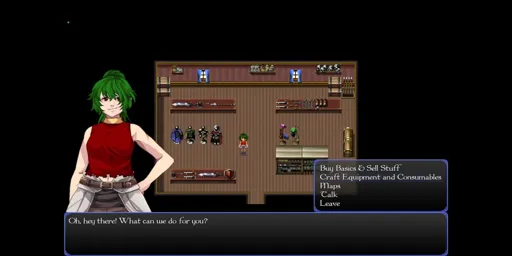 Buy Basics & Sell Stuff
Craft Equipment and Consumables
Maps
Talk
Leave
Oh, hey there! What can we do for you?